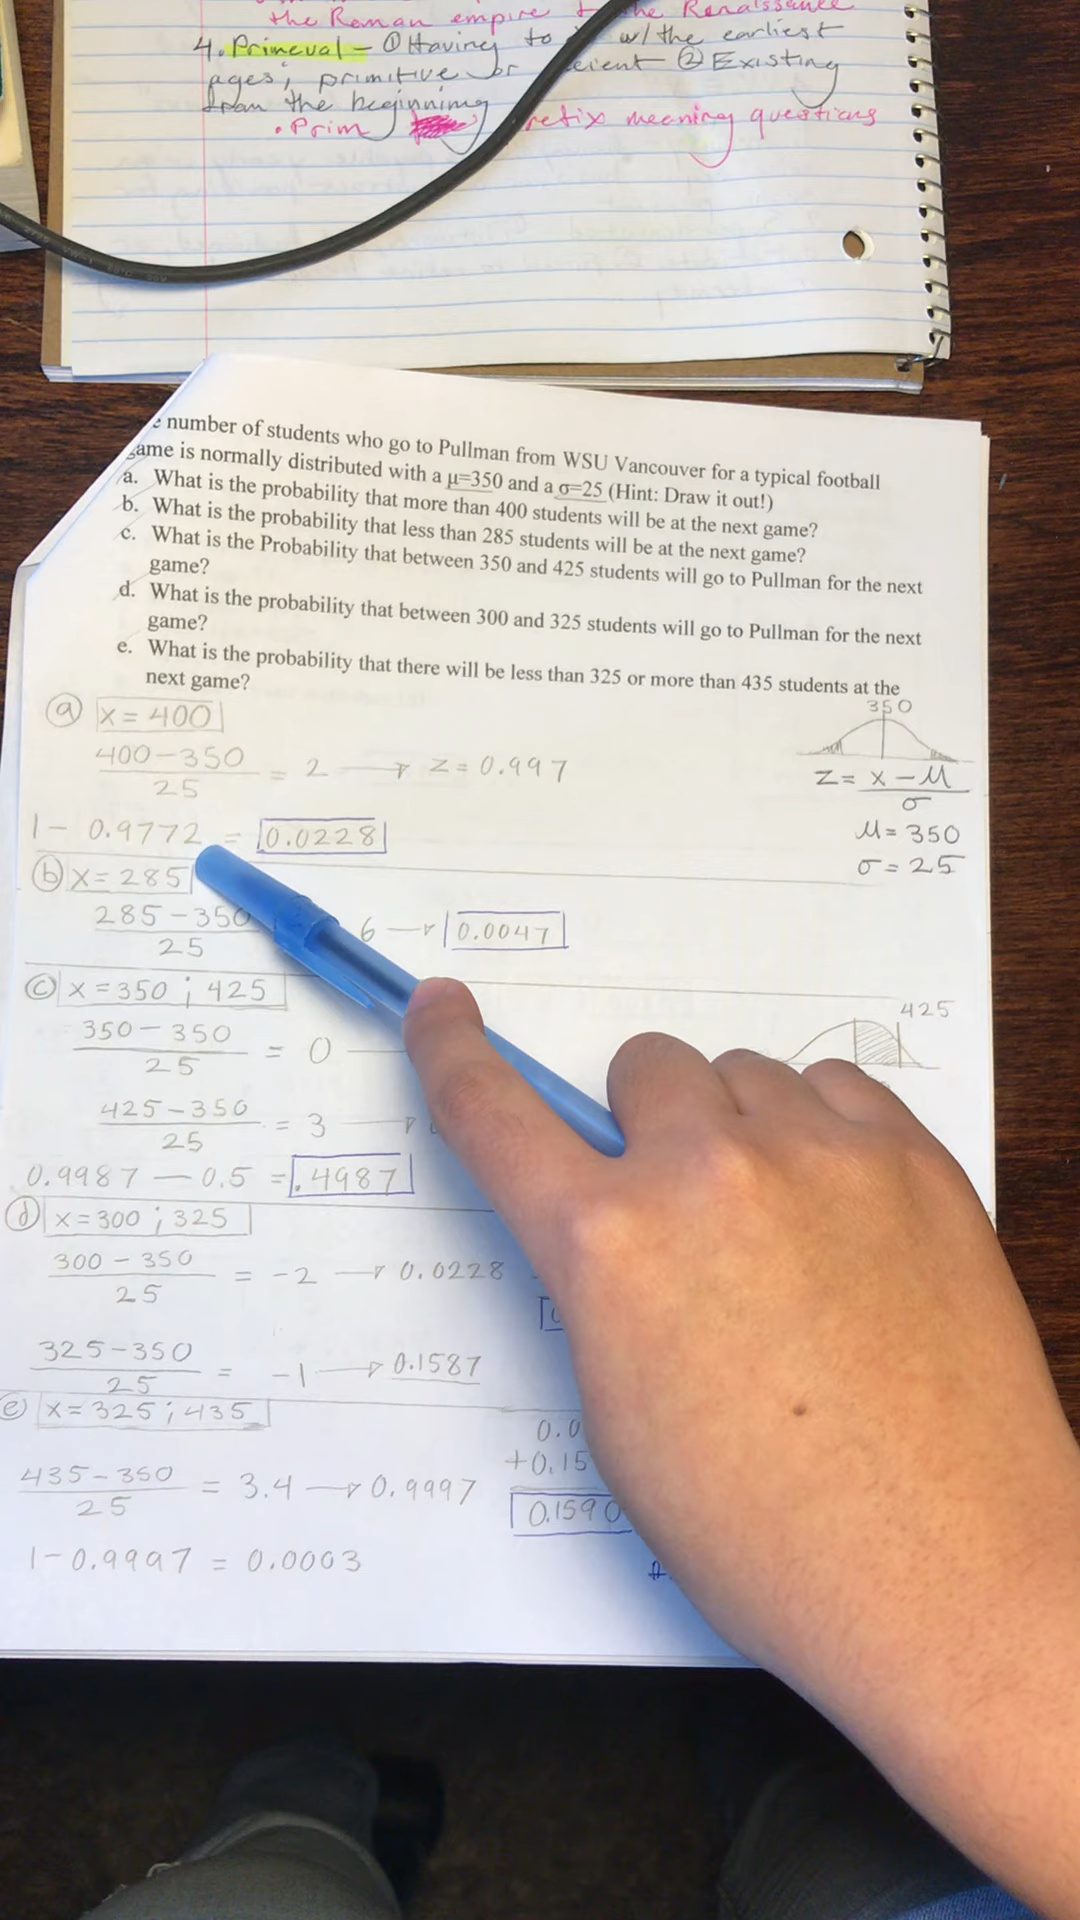 the Roman empire the Renaissance
4. Primeval - ① Having to w/ the earliest
ages; primitive or ② Existing
from the beginning
• Prim meaning questions
number of students who go to Pullman from WSU Vancouver for a typical football
game is normally distributed with a μ=350 and a σ=25 (Hint: Draw it out!)
a. What is the probability that more than 400 students will be at the next game?
b. What is the probability that less than 285 students will be at the next game?
c. What is the Probability that between 350 and 425 students will go to Pullman for the next
game?
d. What is the probability that between 300 and 325 students will go to Pullman for the next
game?
e. What is the probability that there will be less than 325 or more than 435 students at the
next game?
ⓐ x = 400
350
400-350 / 25 = 2 → z = 0.997
z = x - μ / σ
1 - 0.9772 = 0.0228
μ = 350
ⓑ x = 285
σ = 25
285-350 / 25 6 → 0.0047
ⓒ x = 350 ; 425
425
350-350 / 25 = 0
425-350 / 25 = 3 →
0.9987 - 0.5 = .4987
ⓓ x = 300 ; 325
300-350 / 25 = -2 → 0.0228
325-350 / 25 = -1 → 0.1587
ⓔ x = 325 ; 435
0.0
+0.15
435-350 / 25 = 3.4 → 0.9997
0.1590
1-0.9997 = 0.0003